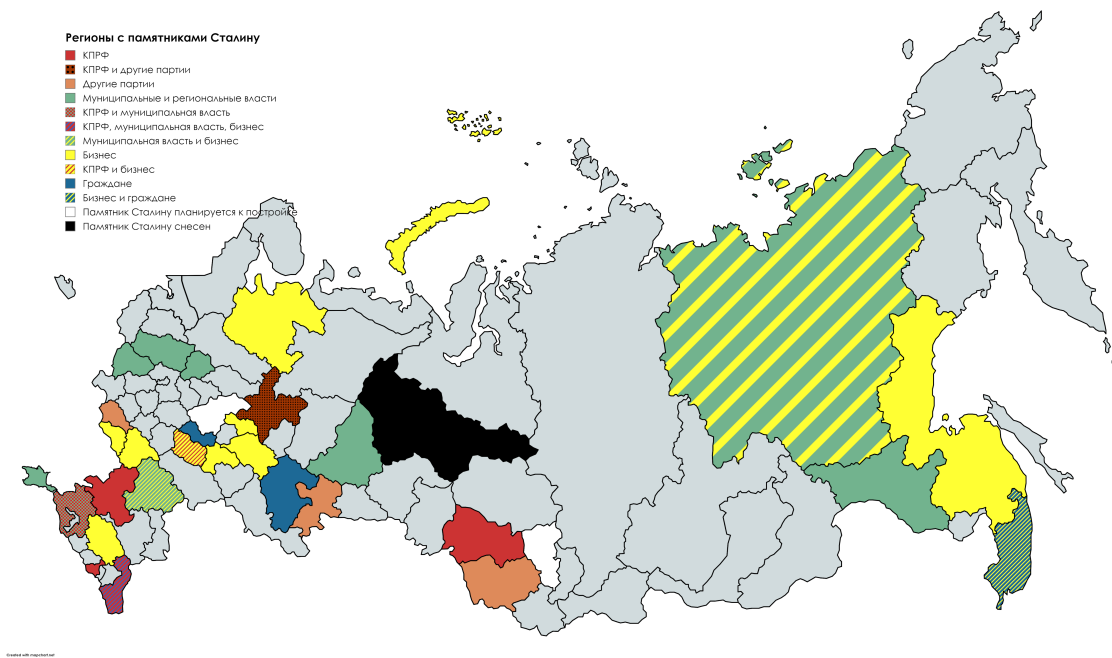 Регионы с памятниками Сталину
КПРФ
КПРФ и другие партии
Другие партии
Муниципальные и региональные власти
КПРФ и муниципальная власть
КПРФ, муниципальная власть, бизнес
Муниципальная власть и бизнес
Бизнес
КПРФ и бизнес
Граждане
Бизнес и граждане
Памятник Сталину планируется к постройке
Памятник Сталину снесен
Created with mapchart.net